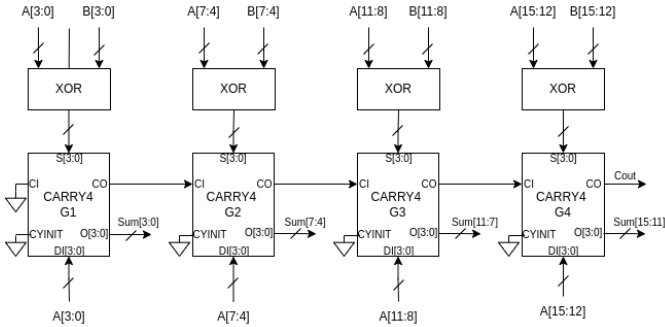 A[3:0] B[3:0] A[7:4] B[7:4] A[11:8] B[11:8] A[15:12] B[15:12]
XOR XOR XOR XOR
S[3:0] S[3:0] S[3:0] S[3:0]
CI CO CI CO CI CO CI CO Cout
CARRY4 CARRY4 CARRY4 CARRY4
G1 G2 G3 G4
Sum[3:0] Sum[7:4] Sum[11:7] Sum[15:11]
CYINIT O[3:0] CYINIT O[3:0] CYINIT O[3:0] CYINIT O[3:0]
DI[3:0] DI[3:0] DI[3:0] DI[3:0]
A[3:0] A[7:4] A[11:8] A[15:12]